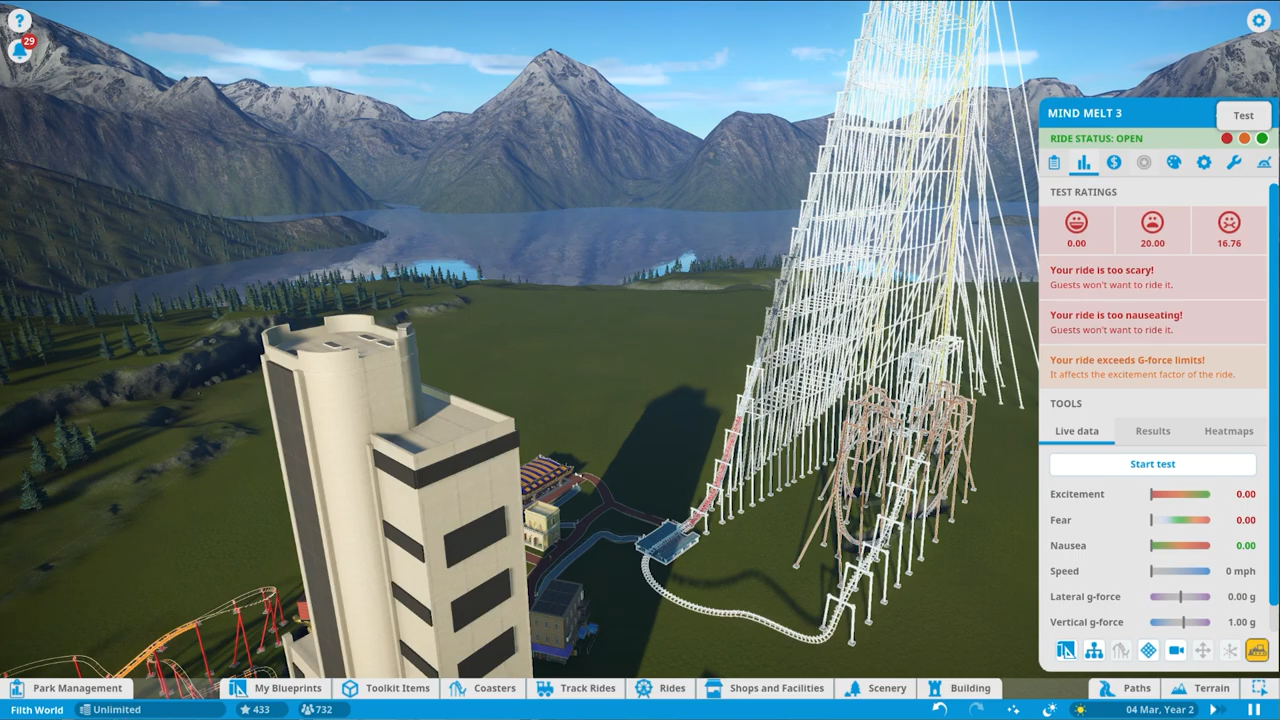 ?
29
MIND MELT 3
Test
RIDE STATUS: OPEN
TEST RATINGS
0.00
20.00
16.76
Your ride is too scary!
Guests won't want to ride it.
Your ride is too nauseating!
Guests won't want to ride it.
Your ride exceeds G-force limits!
It affects the excitement factor of the ride.
TOOLS
Live data
Results
Heatmaps
Start test
Excitement 0.00
Fear 0.00
Nausea 0.00
Speed 0 mph
Lateral g-force 0.00 g
Vertical g-force 1.00 g
Park Management
My Blueprints
Toolkit Items
Coasters
Track Rides
Rides
Shops and Facilities
Scenery
Building
Paths
Terrain
Filth World
Unlimited
433
732
04 Mar, Year 2